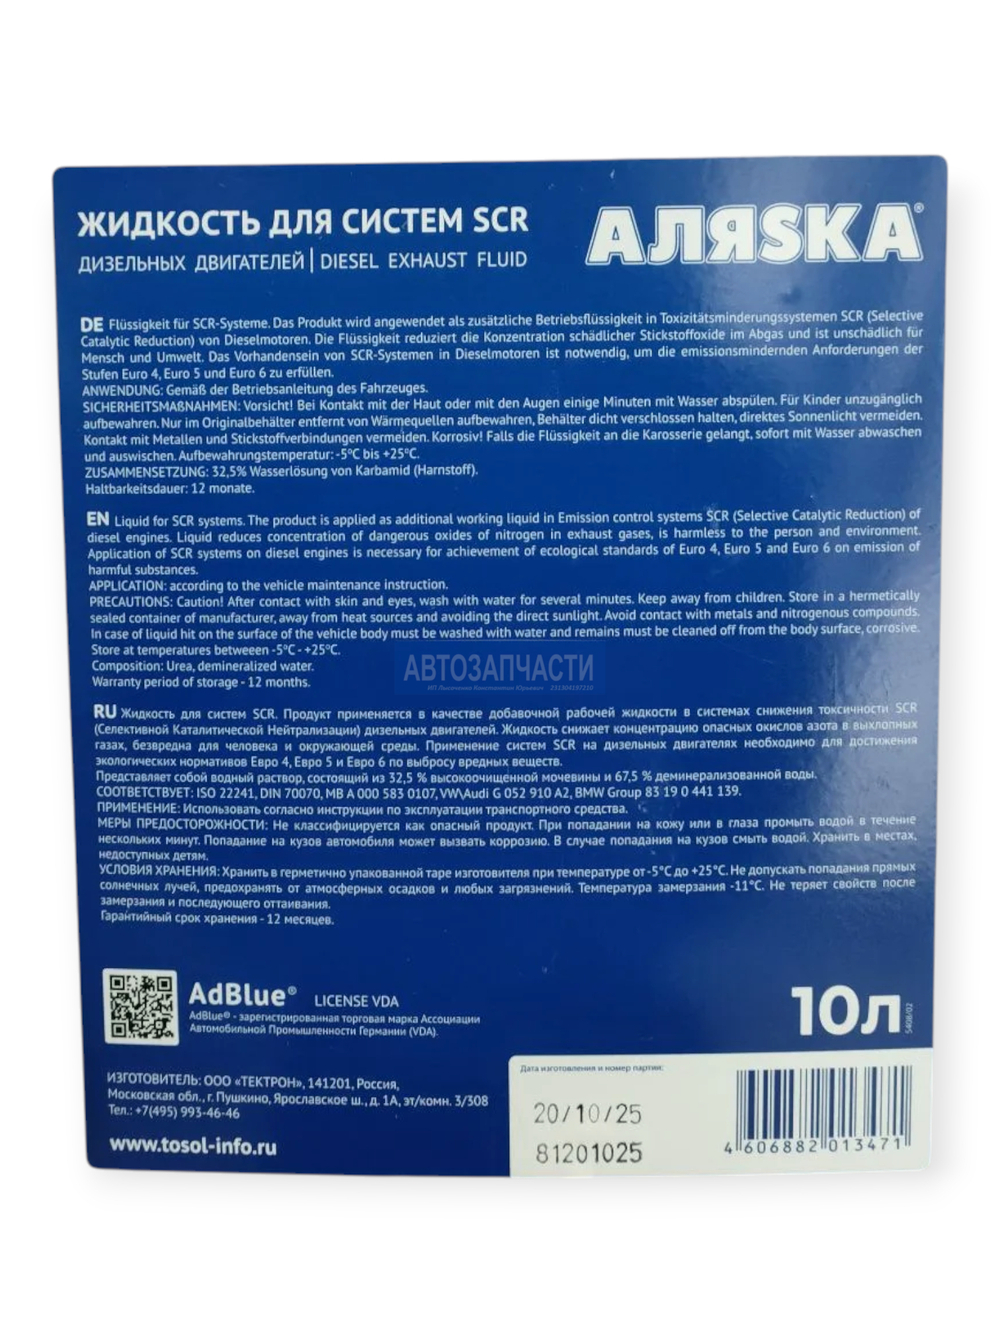 ЖИДКОСТЬ ДЛЯ СИСТЕМ SCR
ДИЗЕЛЬНЫХ ДВИГАТЕЛЕЙ | DIESEL EXHAUST FLUID
АЛЯSКА®
DE Flüssigkeit für SCR-Systeme. Das Produkt wird angewendet als zusätzliche Betriebsflüssigkeit in Toxizitätsminderungssystemen SCR (Selective
Catalytic Reduction) von Dieselmotoren. Die Flüssigkeit reduziert die Konzentration schädlicher Stickstoffoxide im Abgas und ist unschädlich für
Mensch und Umwelt. Das Vorhandensein von SCR-Systemen in Dieselmotoren ist notwendig, um die emissionsmindernden Anforderungen der
Stufen Euro 4, Euro 5 und Euro 6 zu erfüllen.
ANWENDUNG: Gemäß der Betriebsanleitung des Fahrzeuges.
SICHERHEITSMAßNAHMEN: Vorsicht! Bei Kontakt mit der Haut oder mit den Augen einige Minuten mit Wasser abspülen. Für Kinder unzugänglich
aufbewahren. Nur im Originalbehälter entfernt von Wärmequellen aufbewahren, Behälter dicht verschlossen halten, direktes Sonnenlicht vermeiden.
Kontakt mit Metallen und Stickstoffverbindungen vermeiden. Korrosiv! Falls die Flüssigkeit an die Karosserie gelangt, sofort mit Wasser abwaschen
und auswischen. Aufbewahrungstemperatur: -5°C bis +25°C.
ZUSAMMENSETZUNG: 32,5% Wasserlösung von Karbamid (Harnstoff).
Haltbarkeitsdauer: 12 monate.
EN Liquid for SCR systems. The product is applied as additional working liquid in Emission control systems SCR (Selective Catalytic Reduction) of
diesel engines. Liquid reduces concentration of dangerous oxides of nitrogen in exhaust gases, is harmless to the person and environment.
Application of SCR systems on diesel engines is necessary for achievement of ecological standards of Euro 4, Euro 5 and Euro 6 on emission of
harmful substances.
APPLICATION: according to the vehicle maintenance instruction.
PRECAUTIONS: Caution! After contact with skin and eyes, wash with water for several minutes. Keep away from children. Store in a hermetically
sealed container of manufacturer, away from heat sources and avoiding the direct sunlight. Avoid contact with metals and nitrogenous compounds.
In case of liquid hit on the surface of the vehicle body must be washed with water and remains must be cleaned off from the body surface, corrosive.
Store at temperatures betweeen -5°C - +25°C.
Composition: Urea, demineralized water.
Warranty period of storage - 12 months.
АВТОЗАПЧАСТИ
ИП Лысенков Константин Юрьевич 231304197210
RU Жидкость для систем SCR. Продукт применяется в качестве добавочной рабочей жидкости в системах снижения токсичности SCR
(Селективной Каталитической Нейтрализации) дизельных двигателей. Жидкость снижает концентрацию опасных окислов азота в выхлопных
газах, безвредна для человека и окружающей среды. Применение систем SCR на дизельных двигателях необходимо для достижения
экологических нормативов Евро 4, Евро 5 и Евро 6 по выбросу вредных веществ.
Представляет собой водный раствор, состоящий из 32,5 % высокоочищенной мочевины и 67,5 % деминерализованной воды.
СООТВЕТСТВУЕТ: ISO 22241, DIN 70070, MB A 000 583 0107, VW\Audi G 052 910 A2, BMW Group 83 19 0 441 139.
ПРИМЕНЕНИЕ: Использовать согласно инструкции по эксплуатации транспортного средства.
МЕРЫ ПРЕДОСТОРОЖНОСТИ: Не классифицируется как опасный продукт. При попадании на кожу или в глаза промыть водой в течение
нескольких минут. Попадание на кузов автомобиля может вызвать коррозию. В случае попадания на кузов смыть водой. Хранить в местах,
недоступных детям.
УСЛОВИЯ ХРАНЕНИЯ: Хранить в герметично упакованной таре изготовителя при температуре от -5°C до +25°C. Не допускать попадания прямых
солнечных лучей, предохранять от атмосферных осадков и любых загрязнений. Температура замерзания -11°C. Не теряет свойств после
замерзания и последующего оттаивания.
Гарантийный срок хранения - 12 месяцев.
AdBlue® LICENSE VDA
AdBlue® - зарегистрированная торговая марка Ассоциации
Автомобильной Промышленности Германии (VDA).
10л
5408/02
ИЗГОТОВИТЕЛЬ: ООО «ТЕКТРОН», 141201, Россия,
Московская обл., г. Пушкино, Ярославское ш., д. 1А, эт/комн. 3/308
Тел.: +7(495) 993-46-46
www.tosol-info.ru
Дата изготовления и номер партии:
20/10/25
81201025
4 606882 013471